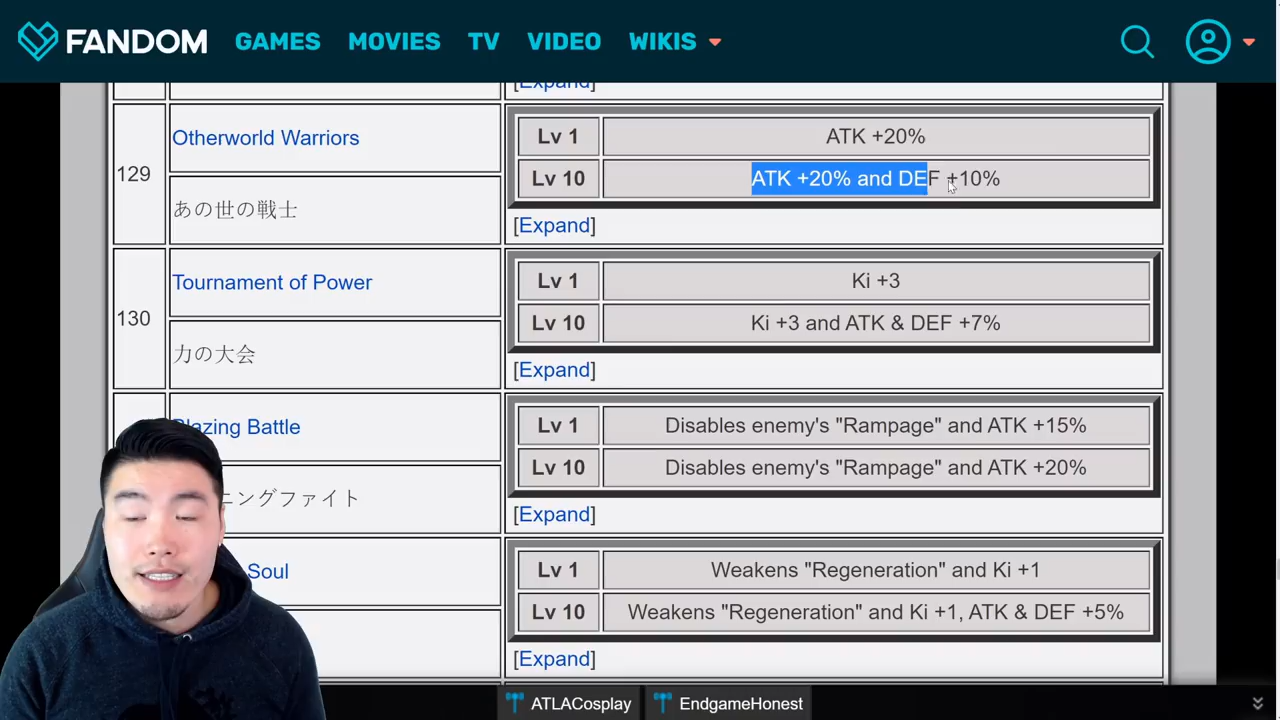 FANDOM GAMES MOVIES TV VIDEO WIKIS
[Expand]
129
Otherworld Warriors
あの世の戦士
Lv 1 ATK +20%
Lv 10 ATK +20% and DEF +10%
[Expand]
130
Tournament of Power
力の大会
Lv 1 Ki +3
Lv 10 Ki +3 and ATK & DEF +7%
[Expand]
Blazing Battle
ニングファイト
Lv 1 Disables enemy's "Rampage" and ATK +15%
Lv 10 Disables enemy's "Rampage" and ATK +20%
[Expand]
Soul
Lv 1 Weakens "Regeneration" and Ki +1
Lv 10 Weakens "Regeneration" and Ki +1, ATK & DEF +5%
[Expand]
ATLACosplay EndgameHonest